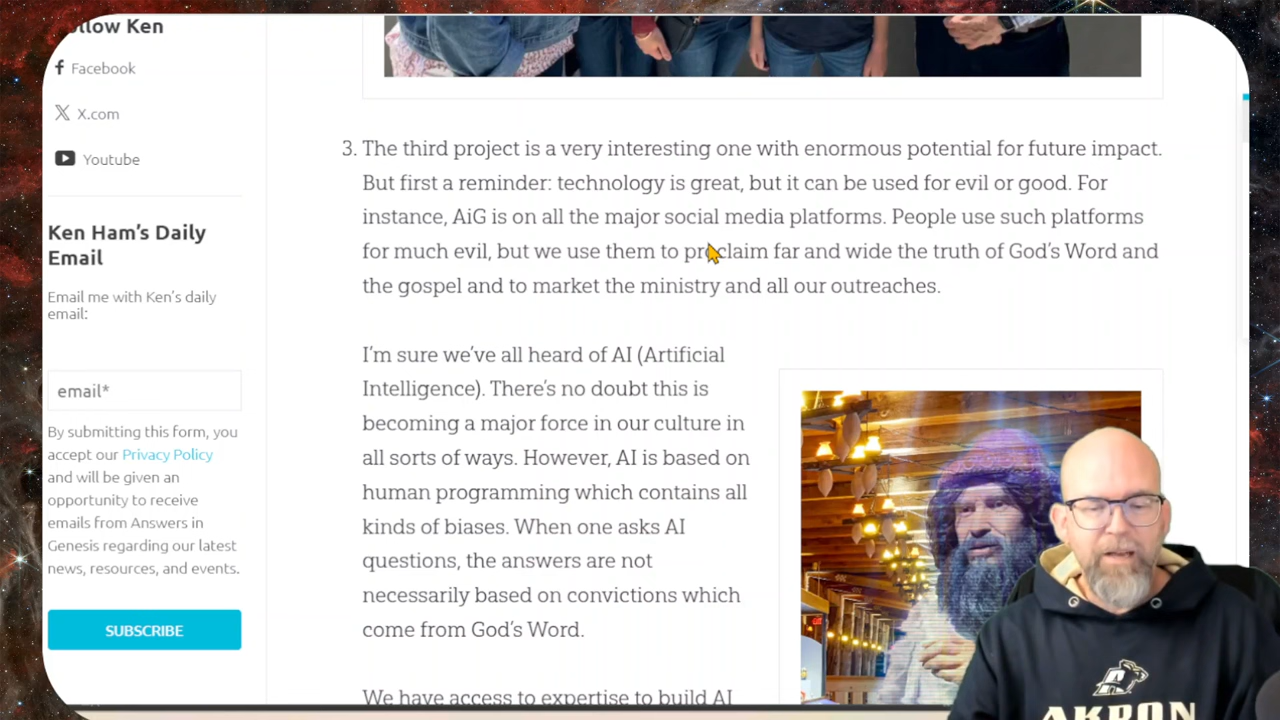 ollow Ken
Facebook
X.com
Youtube
Ken Ham's Daily
Email
Email me with Ken's daily
email:
email*
By submitting this form, you
accept our Privacy Policy
and will be given an
opportunity to receive
emails from Answers in
Genesis regarding our latest
news, resources, and events.
SUBSCRIBE
3. The third project is a very interesting one with enormous potential for future impact.
But first a reminder: technology is great, but it can be used for evil or good. For
instance, AiG is on all the major social media platforms. People use such platforms
for much evil, but we use them to proclaim far and wide the truth of God's Word and
the gospel and to market the ministry and all our outreaches.
I'm sure we've all heard of AI (Artificial
Intelligence). There's no doubt this is
becoming a major force in our culture in
all sorts of ways. However, AI is based on
human programming which contains all
kinds of biases. When one asks AI
questions, the answers are not
necessarily based on convictions which
come from God's Word.
We have access to expertise to build AI
AKRON